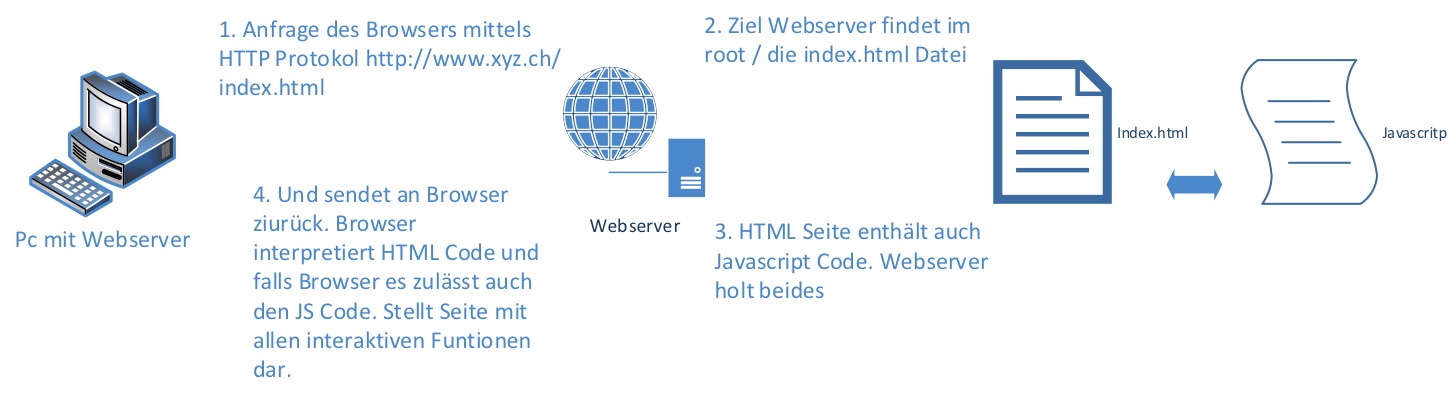 1. Anfrage des Browsers mittels
HTTP Protokol http://www.xyz.ch/
index.html
2. Ziel Webserver findet im
root / die index.html Datei
Index.html
Javascritp
Pc mit Webserver
4. Und sendet an Browser
ziurück. Browser
interpretiert HTML Code und
falls Browser es zulässt auch
den JS Code. Stellt Seite mit
allen interaktiven Funtionen
dar.
Webserver
3. HTML Seite enthält auch
Javascript Code. Webserver
holt beides